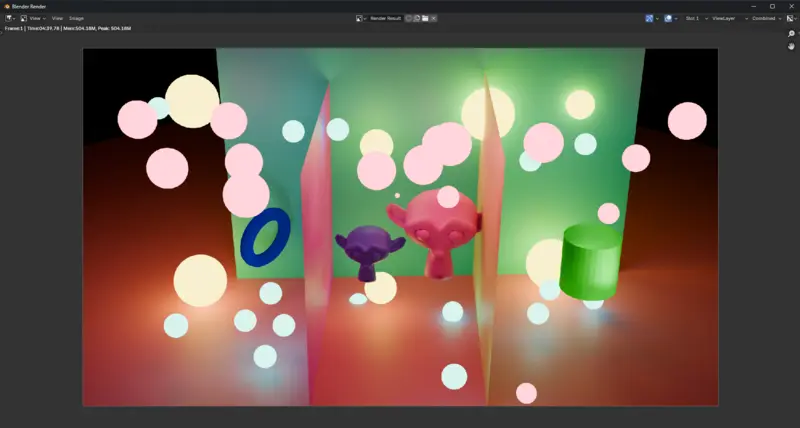 Blender Render
View View Image Render Result Slot 1 ViewLayer Combined
Frame:1 | Time:04:39.78 | Mem:504.18M, Peak: 504.18M